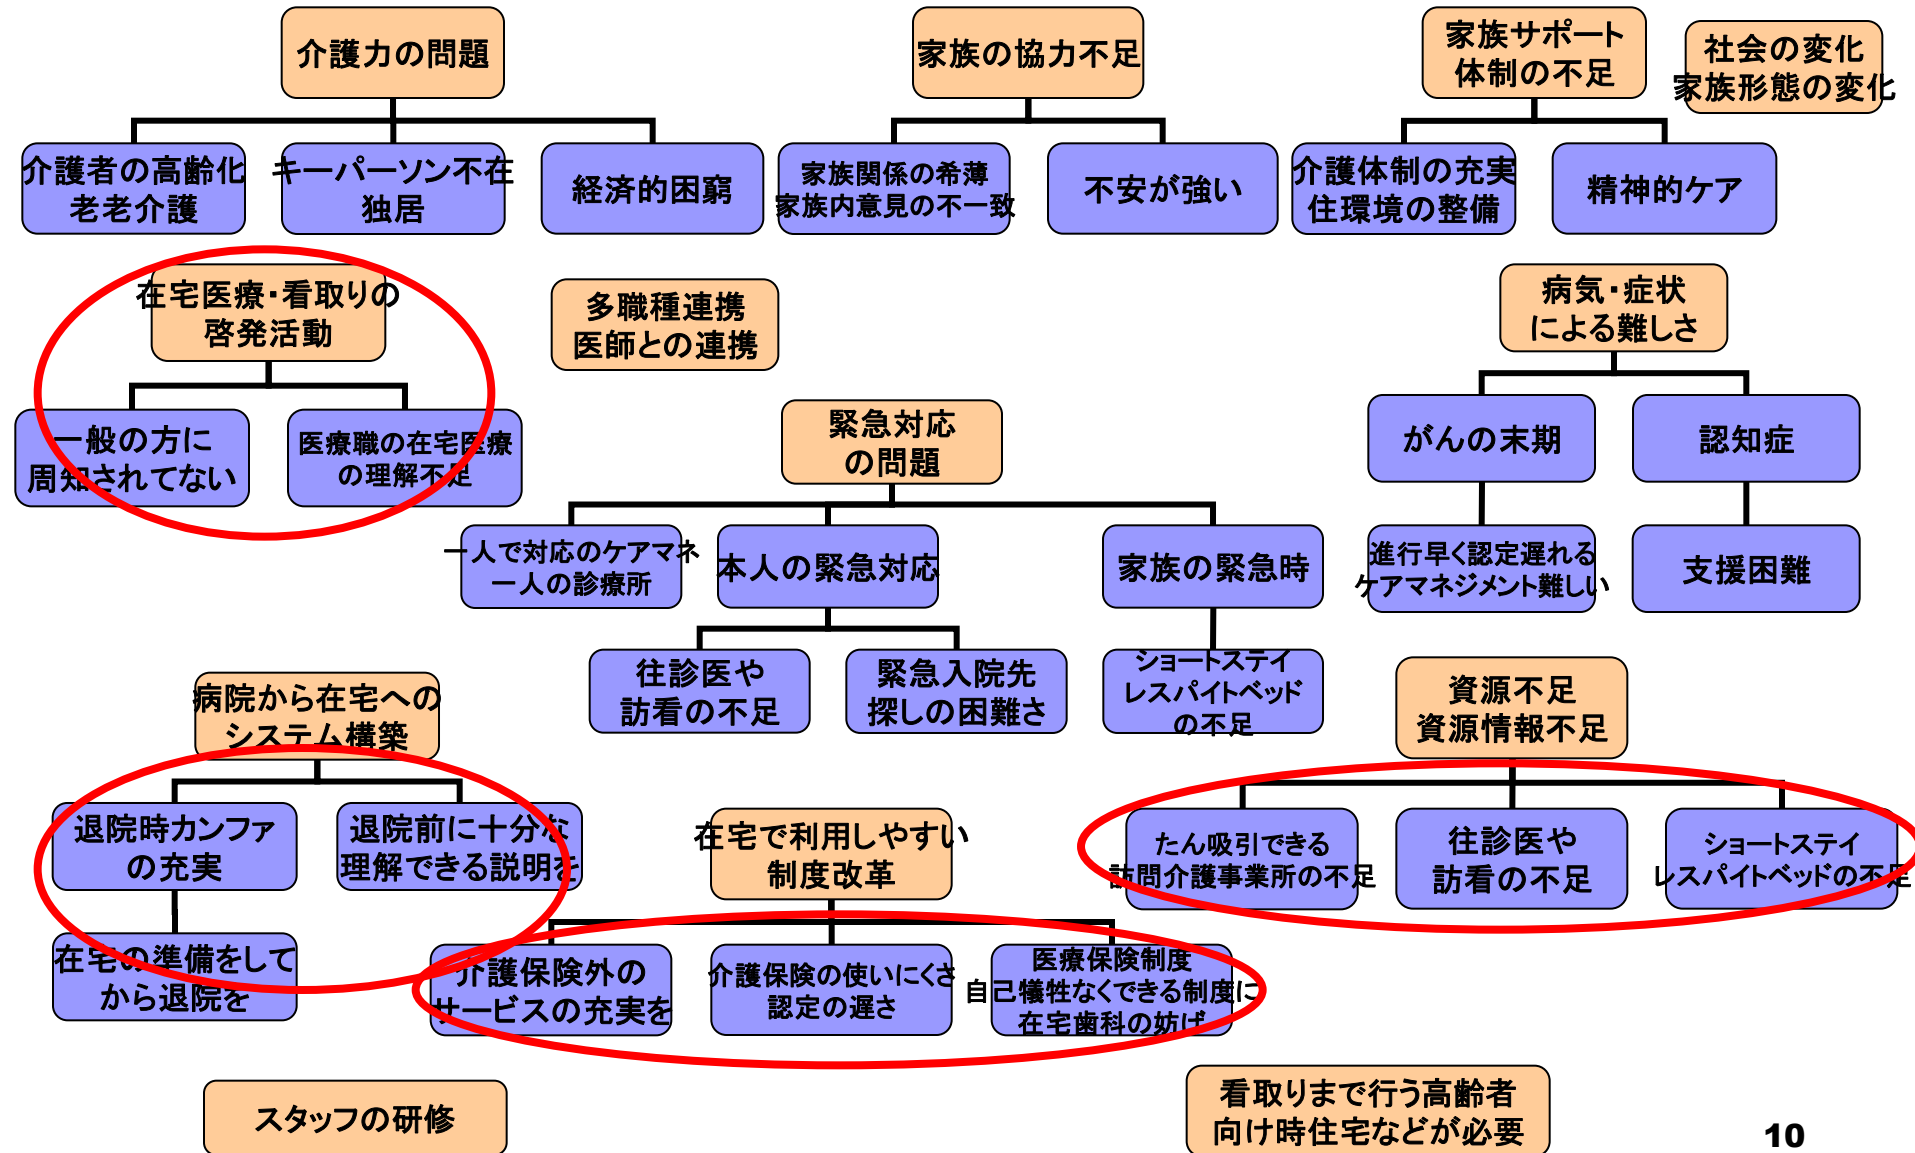 介護力の問題
家族の協力不足
家族サポート
体制の不足
社会の変化
家族形態の変化
介護者の高齢化
老老介護
キーパーソン不在
独居
経済的困窮
家族関係の希薄
家族内意見の不一致
不安が強い
介護体制の充実
住環境の整備
精神的ケア
在宅医療・看取りの
啓発活動
多職種連携
医師との連携
病気・症状
による難しさ
一般の方に
周知されてない
医療職の在宅医療
の理解不足
緊急対応
の問題
がんの末期
認知症
一人で対応のケアマネ
一人の診療所
本人の緊急対応
家族の緊急時
進行早く認定遅れる
ケアマネジメント難しい
支援困難
往診医や
訪看の不足
緊急入院先
探しの困難さ
ショートステイ
レスパイトベッド
の不足
病院から在宅への
システム構築
資源不足
資源情報不足
退院時カンファ
の充実
退院前に十分な
理解できる説明を
在宅で利用しやすい
制度改革
たん吸引できる
訪問介護事業所の不足
往診医や
訪看の不足
ショートステイ
レスパイトベッドの不足
在宅の準備をして
から退院を
介護保険外の
サービスの充実を
介護保険の使いにくさ
認定の遅さ
医療保険制度
自己犠牲なくできる制度に
在宅歯科の妨げ
スタッフの研修
看取りまで行う高齢者
向け時住宅などが必要
10